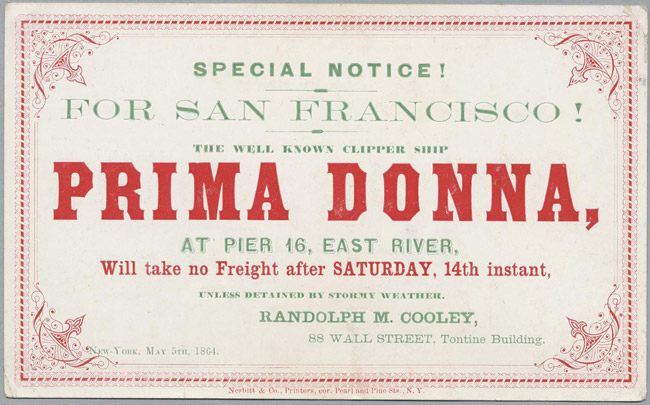 SPECIAL NOTICE!
FOR SAN FRANCISCO!
THE WELL KNOWN CLIPPER SHIP
PRIMA DONNA,
AT PIER 16, EAST RIVER,
Will take no Freight after SATURDAY, 14th instant,
UNLESS DETAINED BY STORMY WEATHER.
RANDOLPH M. COOLEY,
88 WALL STREET, Tontine Building.
New-York, May 5th, 1864.
Nesbitt & Co., Printers, cor. Pearl and Pine Sts., N. Y.